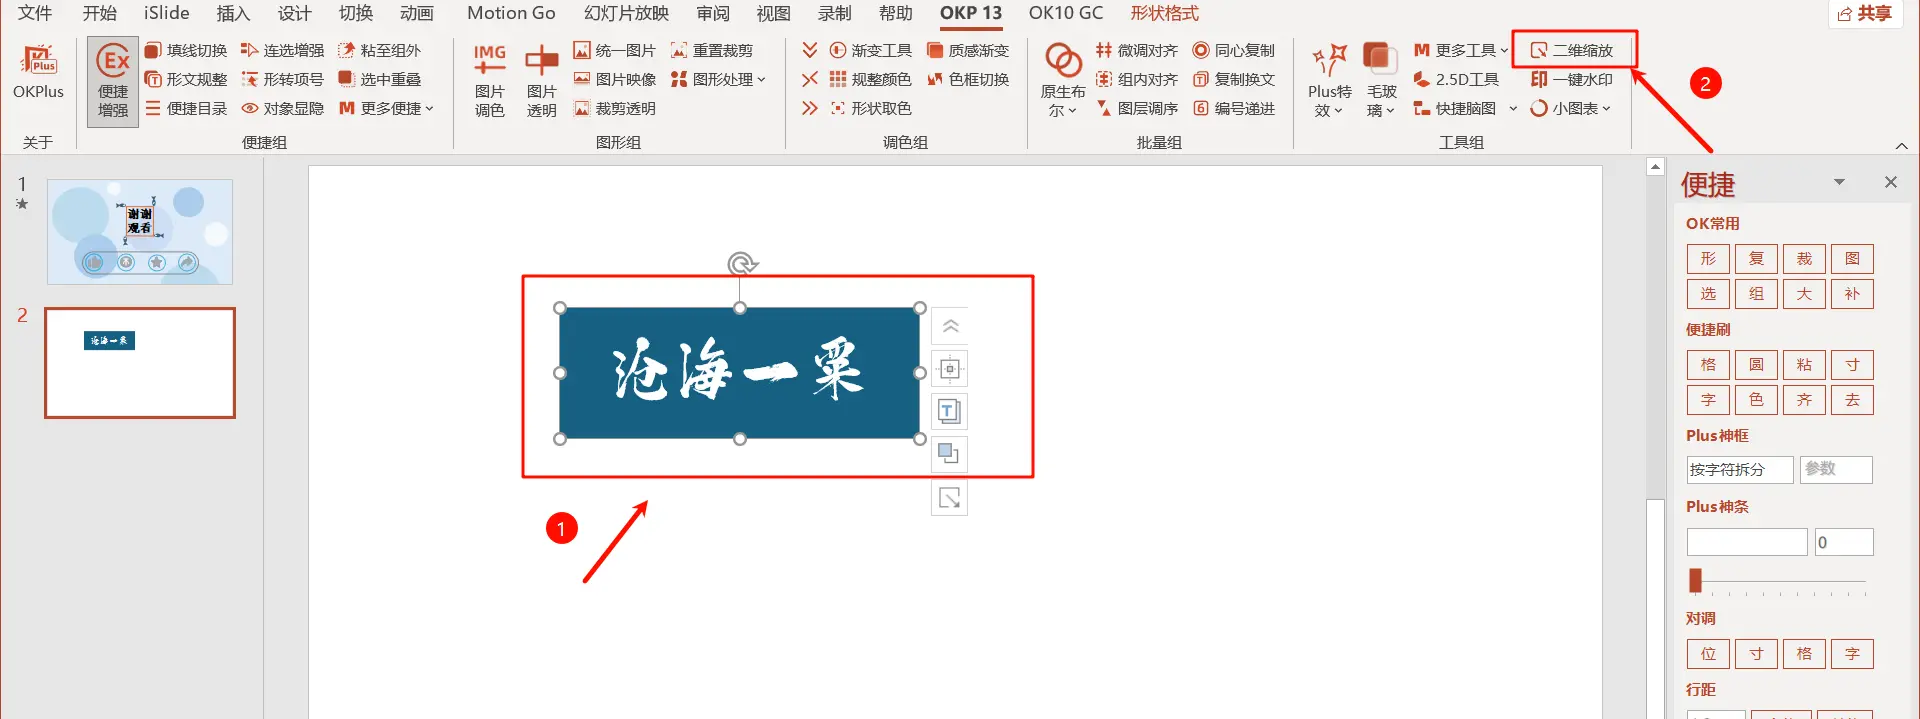 文件 开始 iSlide 插入 设计 切换 动画 Motion Go 幻灯片放映 审阅 视图 录制 帮助 OKP 13 OK10 GC 形状格式 共享
Plus
OKPlus
关于
Ex
便捷
增强
填线切换 连选增强 粘至组外
形文规整 形转项号 选中重叠
便捷目录 对象显隐 更多便捷
便捷组
IMG
图片
调色
图片
透明
统一图片 重置裁剪
图片映像 图形处理
裁剪透明
图形组
渐变工具 质感渐变
规整颜色 色框切换
形状取色
调色组
原生布
尔
微调对齐 同心复制
组内对齐 复制换文
图层调序 编号递进
批量组
Plus特
效
毛玻
璃
更多工具 二维缩放
2.5D工具 一键水印
快捷脑图 小图表
工具组
2
1
谢谢
观看
2
沧海一粟
沧海一粟
1
便捷
OK常用
形 复 裁 图
选 组 大 补
便捷刷
格 圆 粘 寸
字 色 齐 去
Plus神框
按字符拆分 参数
Plus神条
0
对调
位 寸 格 字
行距